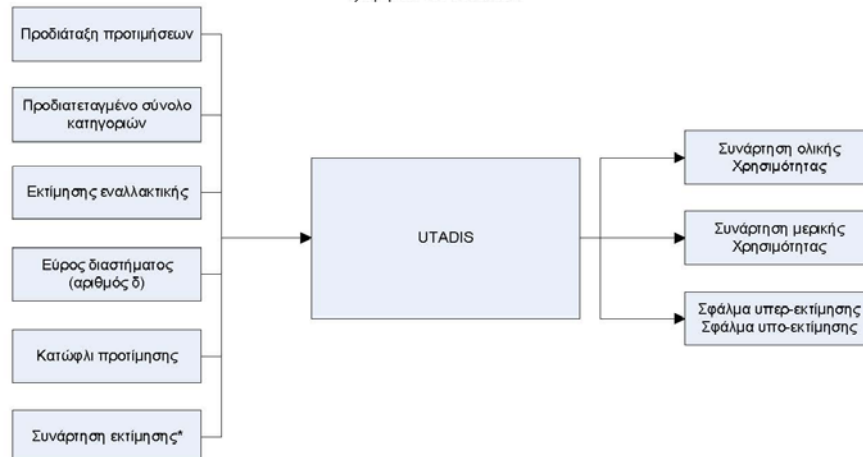 Προδιάταξη προτιμήσεων
Προδιατεταγμένο σύνολο
κατηγοριών
Εκτίμησης εναλλακτικής
Εύρος διαστήματος
(αριθμός δ)
Κατώφλι προτίμησης
Συνάρτηση εκτίμησης*
UTADIS
Συνάρτηση ολικής
Χρησιμότητας
Συνάρτηση μερικής
Χρησιμότητας
Σφάλμα υπερ-εκτίμησης
Σφάλμα υπο-εκτίμησης